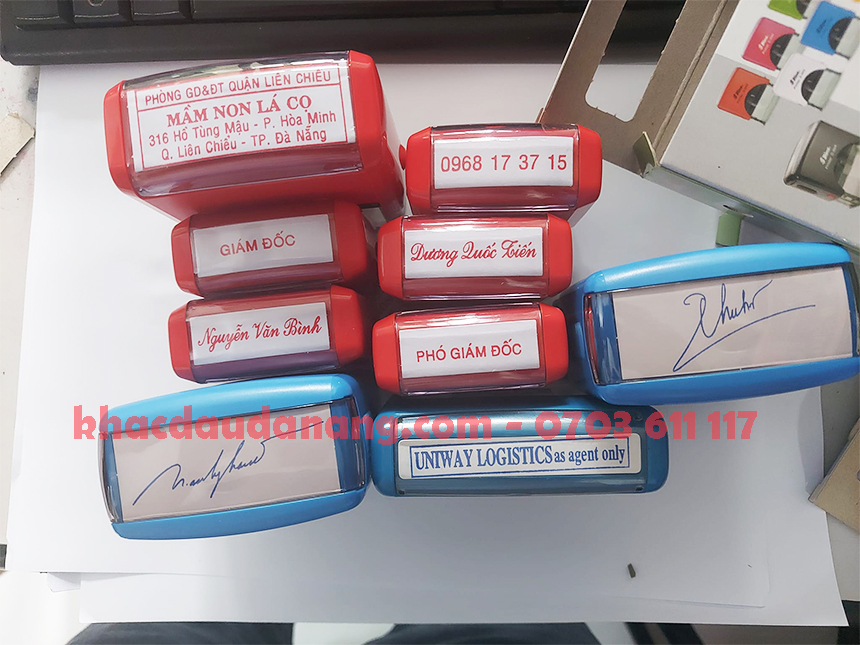 PHÒNG GD&ĐT QUẬN LIÊN CHIỂU
MẦM NON LÁ CỌ
316 Hồ Tùng Mậu - P. Hòa Minh
Q. Liên Chiểu - TP. Đà Nẵng
0968 17 37 15
GIÁM ĐỐC
Dương Quốc Tiến
Nguyễn Văn Bình
PHÓ GIÁM ĐỐC
khacdaudanang.com - 0703 611 117
UNIWAY LOGISTICS as agent only